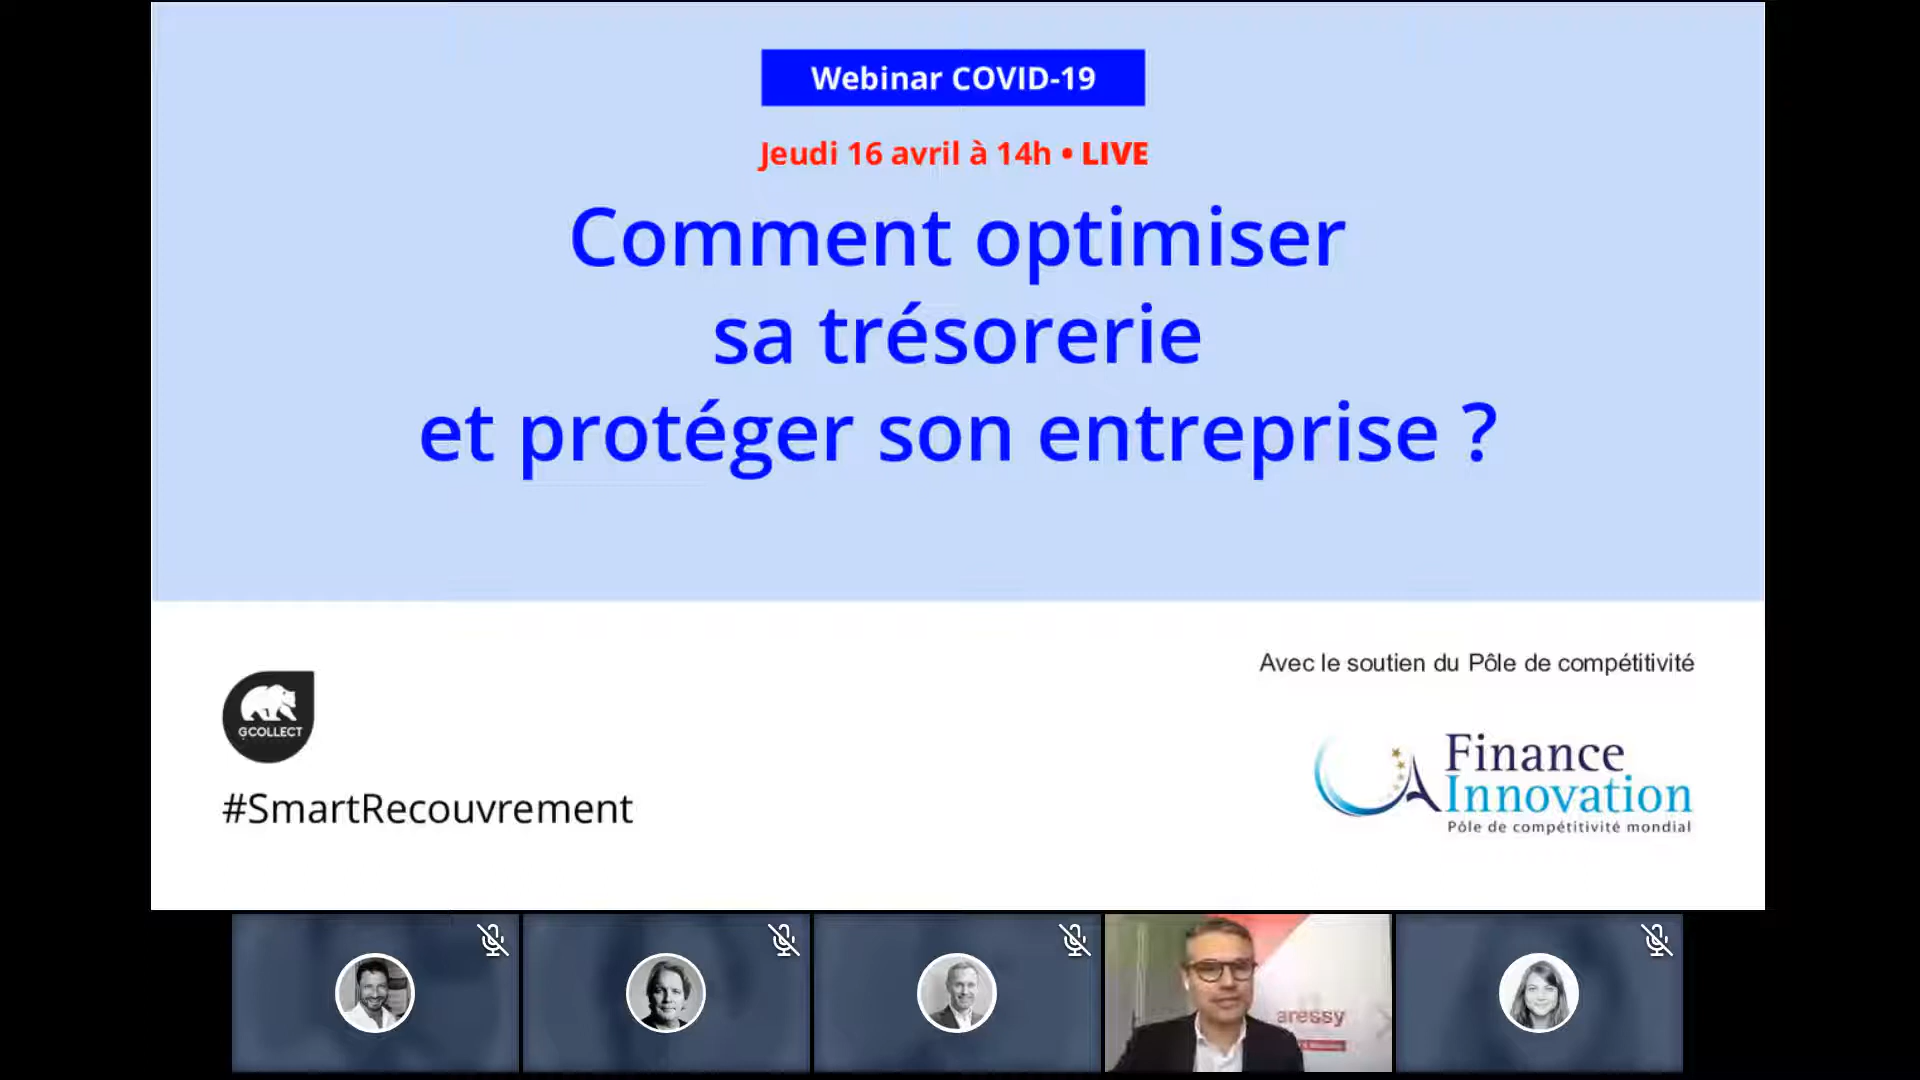 Webinar COVID-19
Jeudi 16 avril à 14h • LIVE
Comment optimiser
sa trésorerie
et protéger son entreprise ?
Avec le soutien du Pôle de compétitivité
GCOLLECT
#SmartRecouvrement
Finance
Innovation
Pôle de compétitivité mondial
aressy